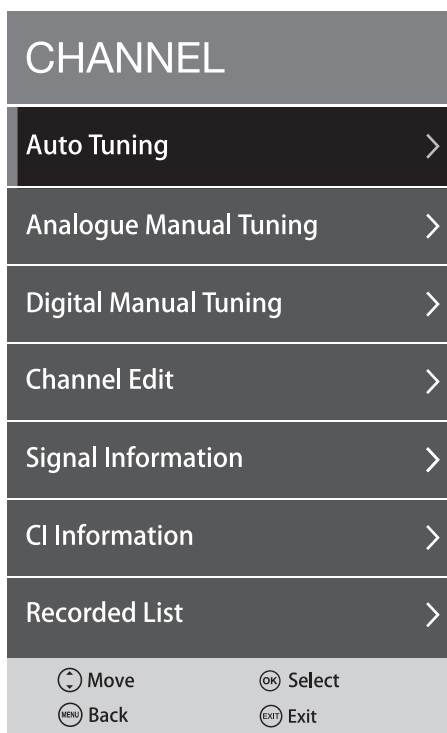 CHANNEL
Auto Tuning
Analogue Manual Tuning
Digital Manual Tuning
Channel Edit
Signal Information
CI Information
Recorded List
Move OK Select
MENU Back EXIT Exit